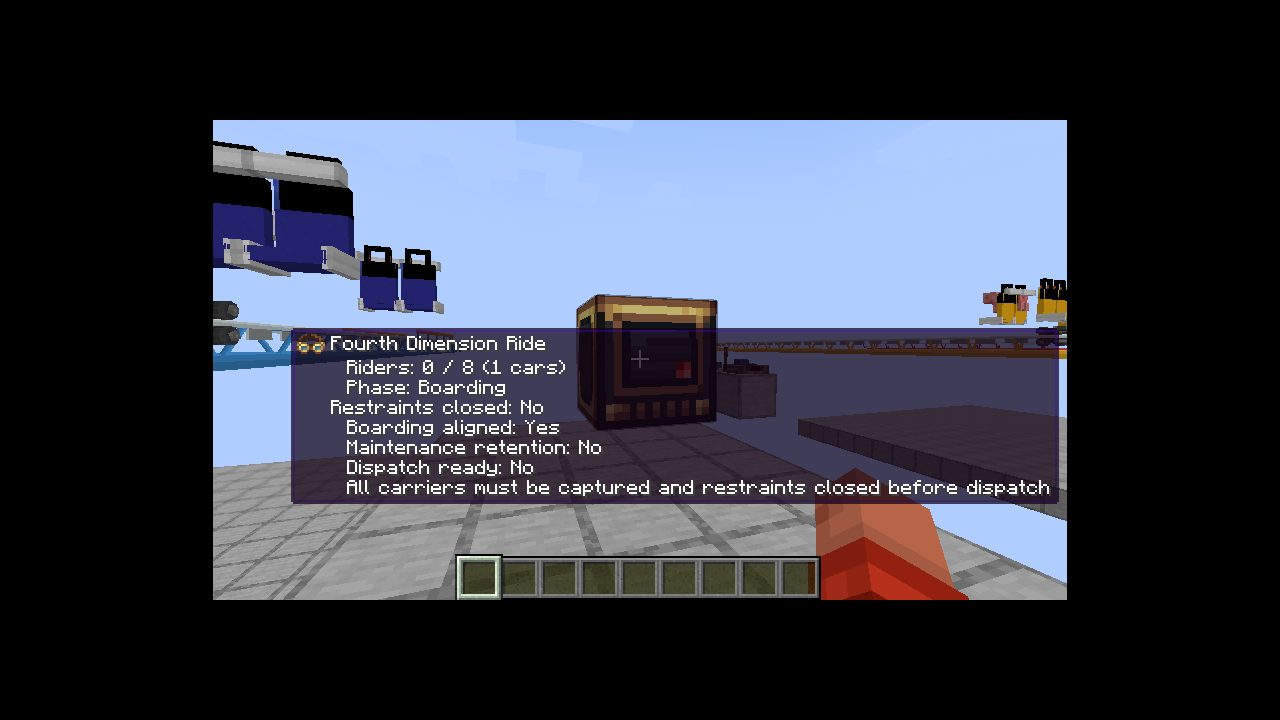 Fourth Dimension Ride
Riders: 0 / 8 (1 cars)
Phase: Boarding
Restraints closed: No
Boarding aligned: Yes
Maintenance retention: No
Dispatch ready: No
All carriers must be captured and restraints closed before dispatch